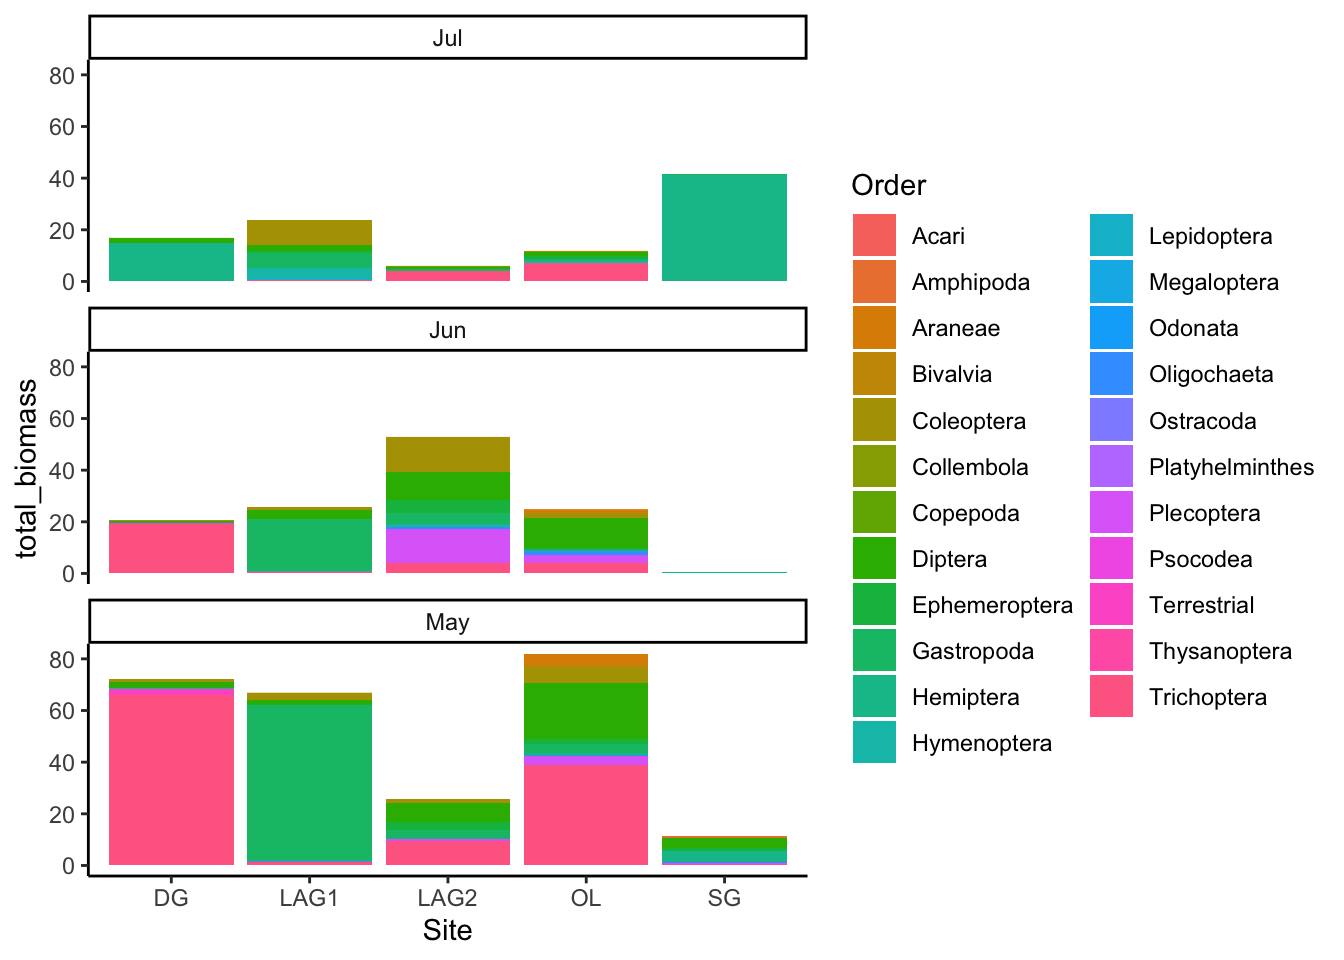 Jul
80
60
40
20
0
Jun
80
60
40
20
0
May
80
60
40
20
0
total_biomass
DG LAG1 LAG2 OL SG
Site
Order
Acari
Amphipoda
Araneae
Bivalvia
Coleoptera
Collembola
Copepoda
Diptera
Ephemeroptera
Gastropoda
Hemiptera
Hymenoptera
Lepidoptera
Megaloptera
Odonata
Oligochaeta
Ostracoda
Platyhelminthes
Plecoptera
Psocodea
Terrestrial
Thysanoptera
Trichoptera